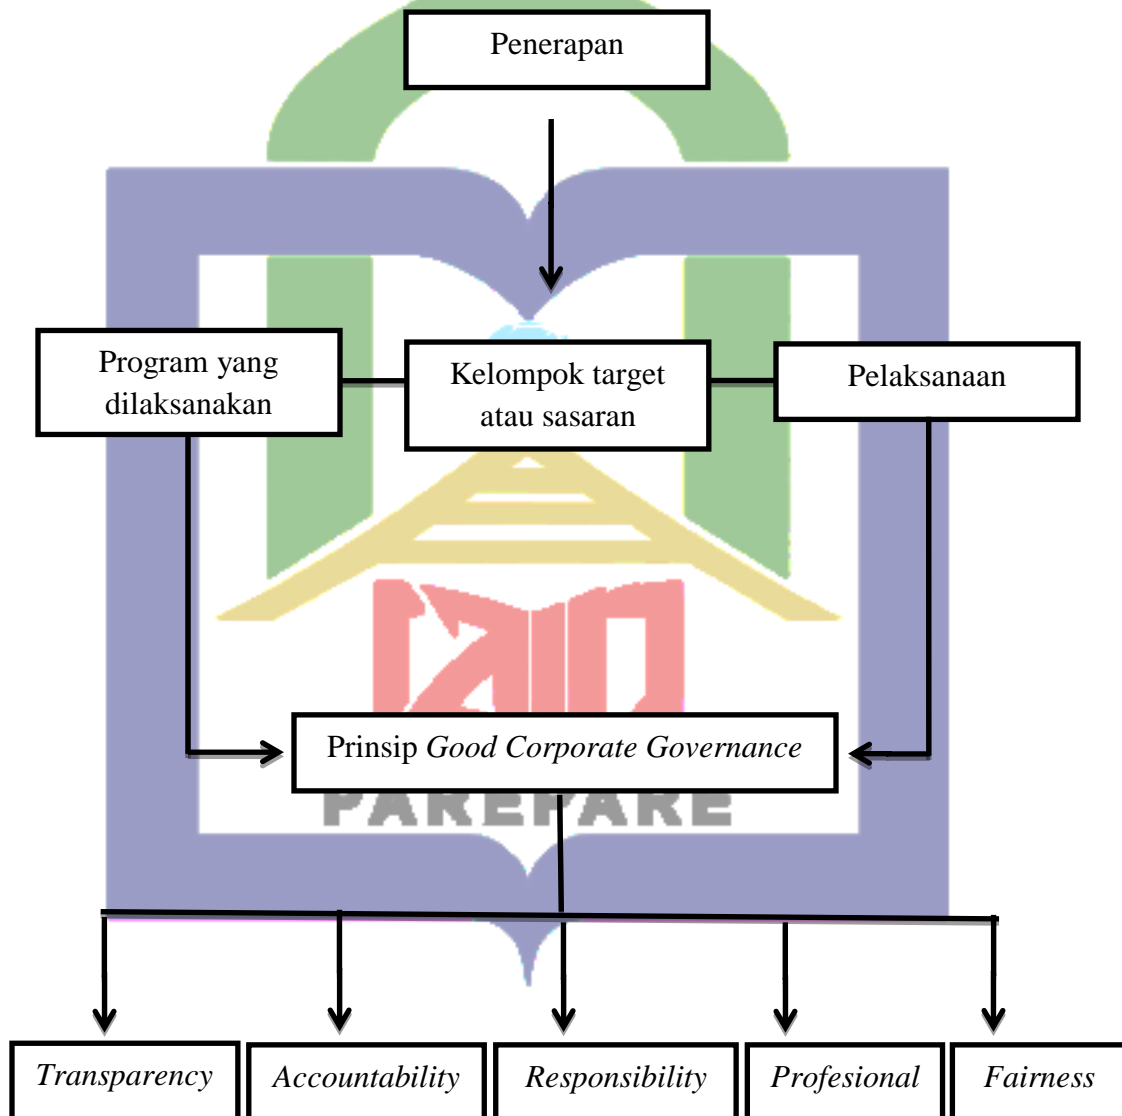 Penerapan
Program yang
dilaksanakan
Kelompok target
atau sasaran
Pelaksanaan
Prinsip Good Corporate Governance
PAREPARE
Transparency
Accountability
Responsibility
Profesional
Fairness